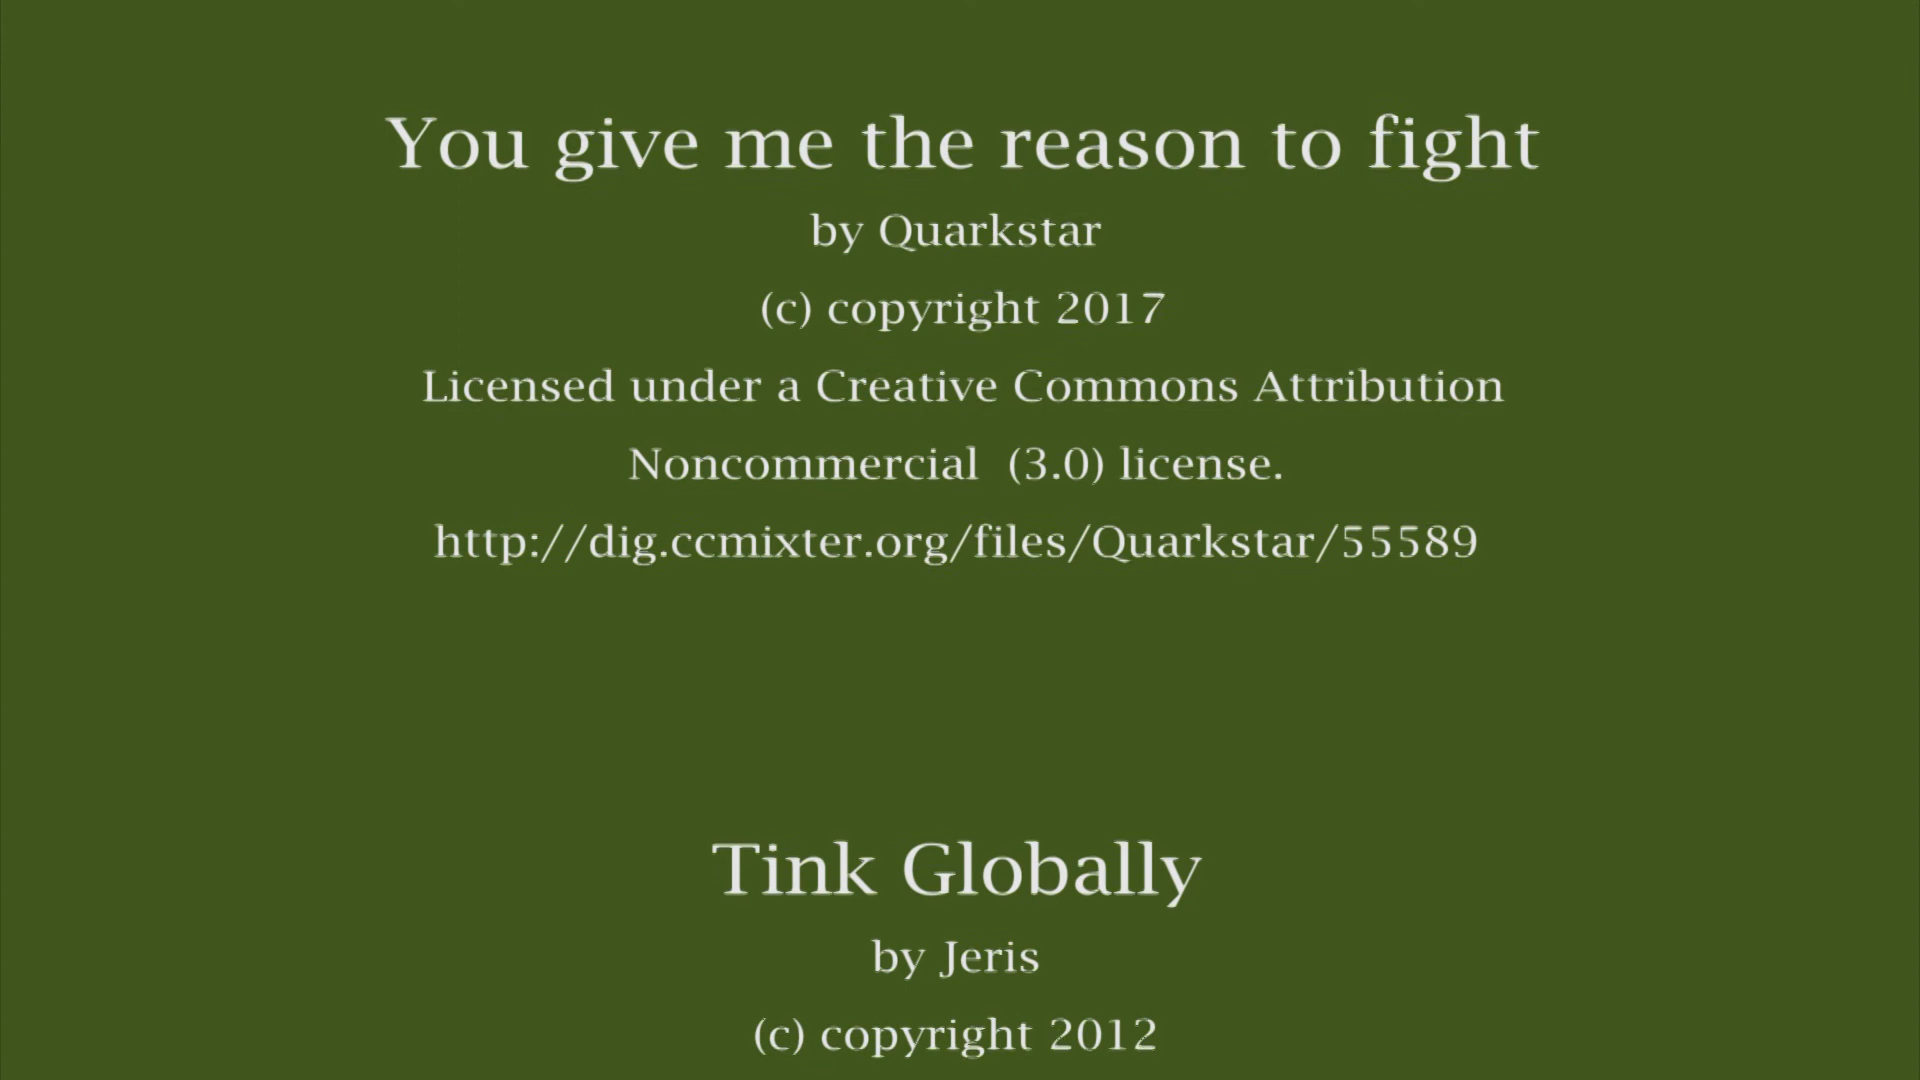 You give me the reason to fight
by Quarkstar
(c) copyright 2017
Licensed under a Creative Commons Attribution
Noncommercial  (3.0) license.
http://dig.ccmixter.org/files/Quarkstar/55589
Tink Globally
by Jeris
(c) copyright 2012